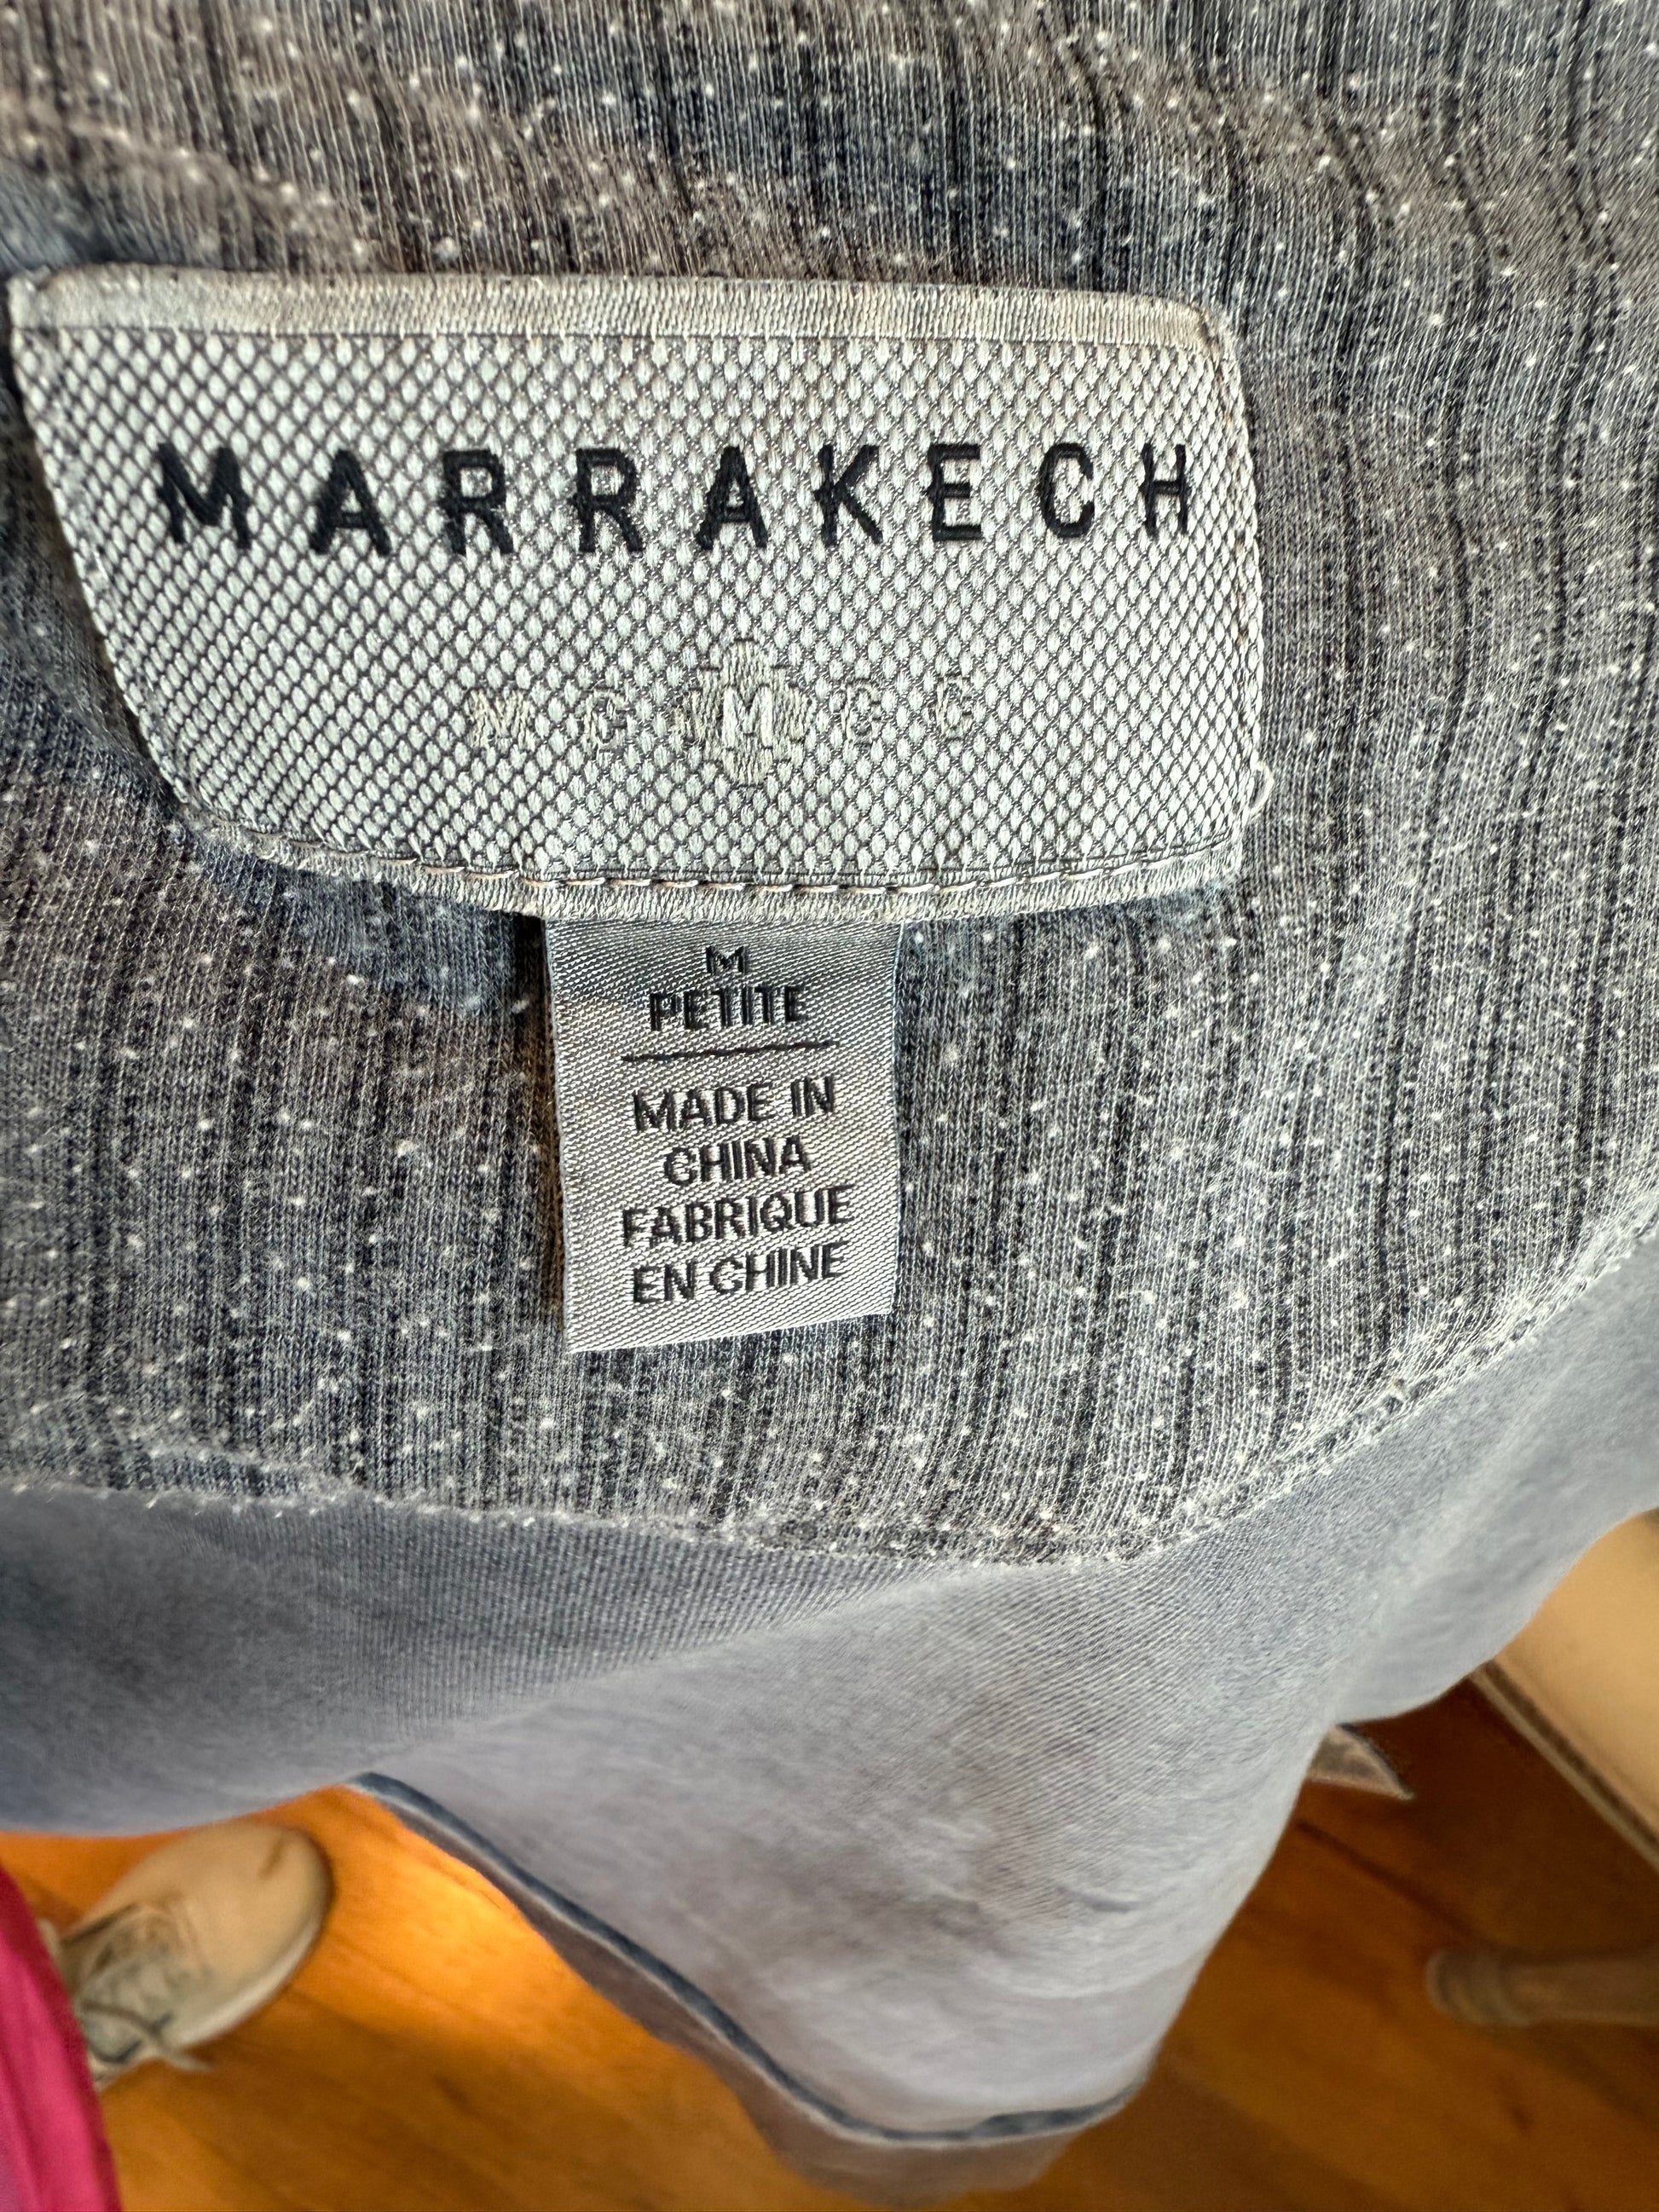 MARRAKECH
M
M
PETITE
MADE IN
CHINA
FABRIQUE
EN CHINE